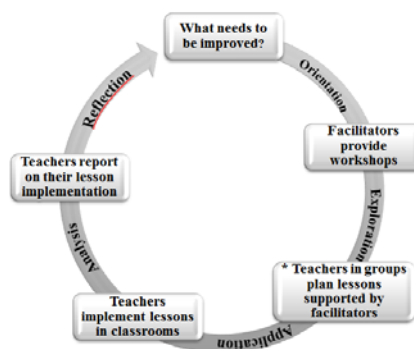 What needs to
be improved?
Orientation
Facilitators
provide
workshops
Exploration
* Teachers in groups
plan lessons
supported by
facilitators
Application
Teachers
implement lessons
in classrooms
Analysis
Teachers report
on their lesson
implementation
Reflection